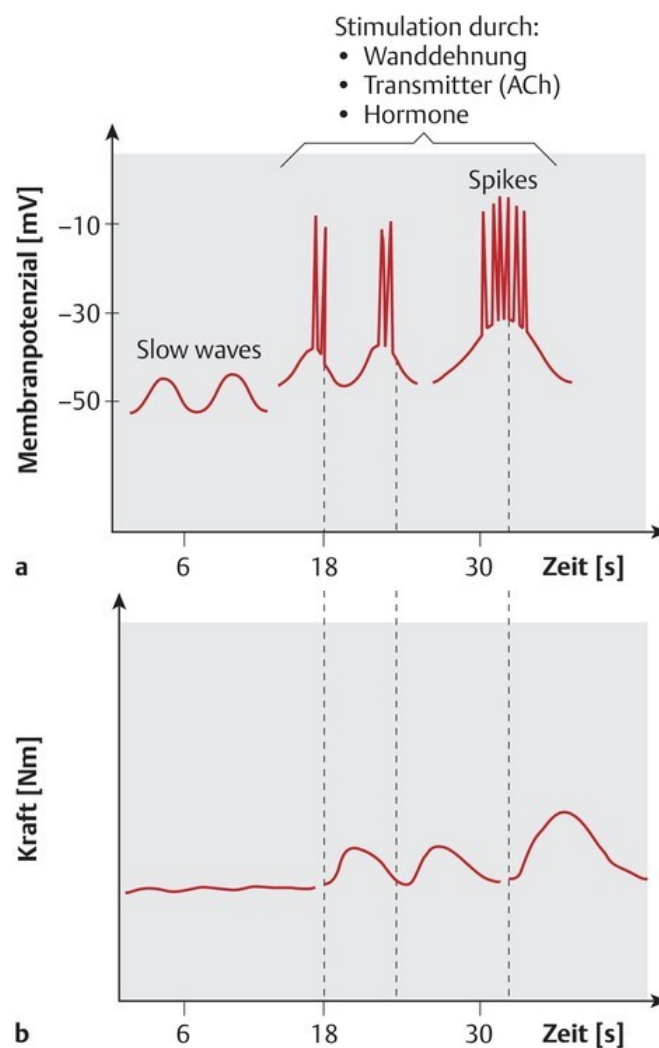 Stimulation durch:
• Wanddehnung
• Transmitter (ACh)
• Hormone
Membranpotenzial [mV]
−10
−30
−50
Spikes
Slow waves
a
6
18
30
Zeit [s]
Kraft [Nm]
b
6
18
30
Zeit [s]